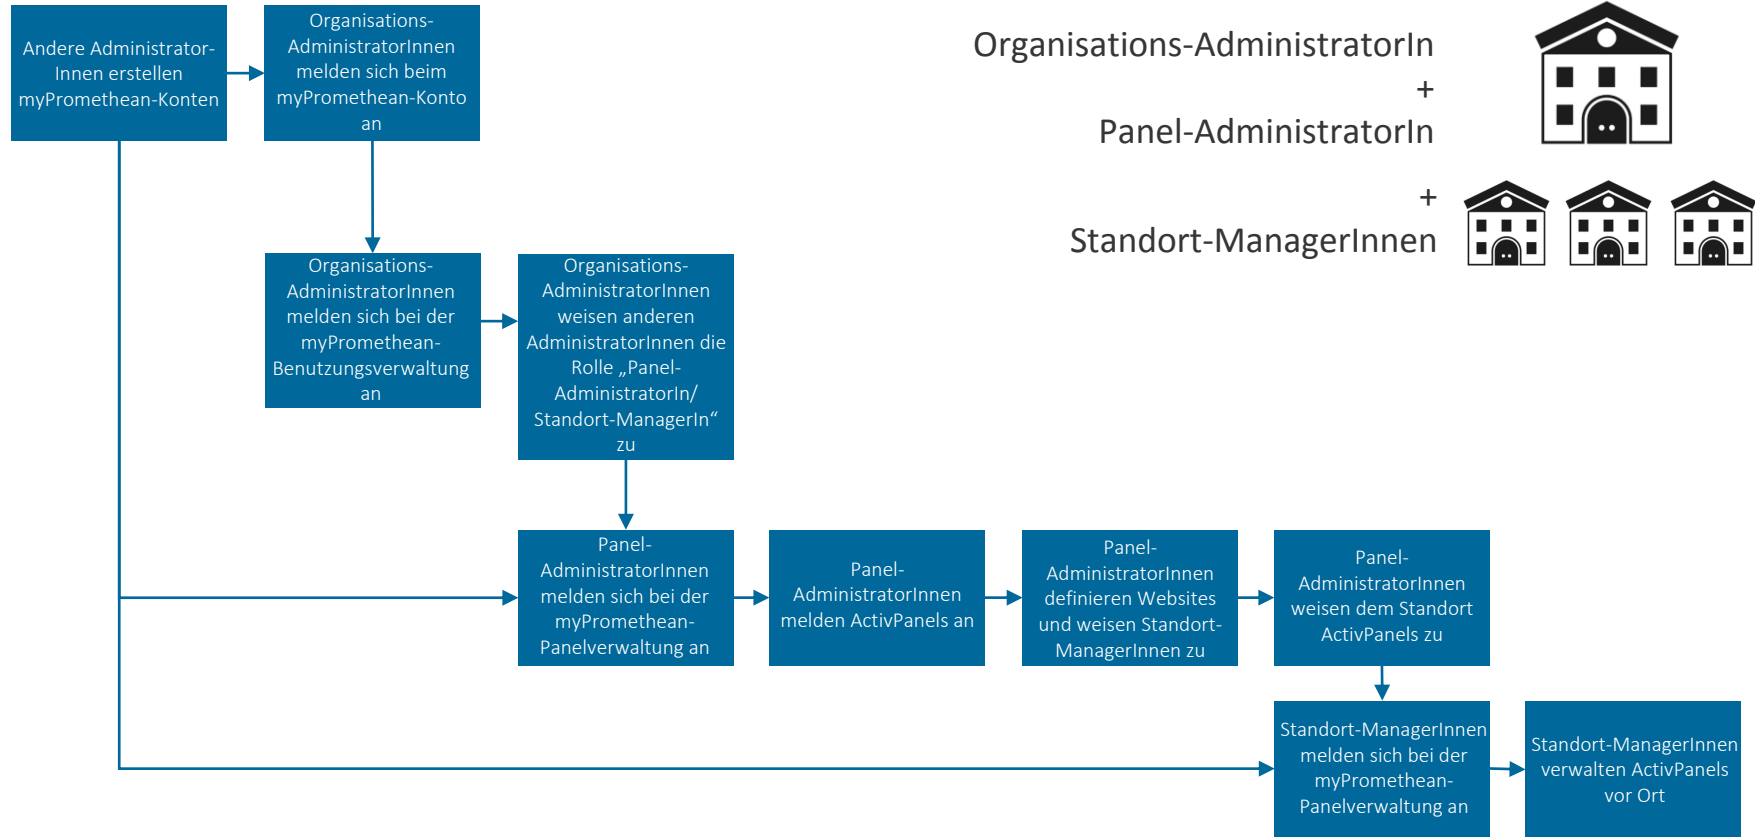 Andere Administrator-
Innen erstellen
myPromethean-Konten
Organisations-
AdministratorInnen
melden sich beim
myPromethean-Konto
an
Organisations-AdministratorIn
+
Panel-AdministratorIn
+
Standort-ManagerInnen
Organisations-
AdministratorInnen
melden sich bei der
myPromethean-
Benutzungsverwaltung
an
Organisations-
AdministratorInnen
weisen anderen
AdministratorInnen die
Rolle „Panel-
AdministratorIn/
Standort-ManagerIn“
zu
Panel-
AdministratorInnen
melden sich bei der
myPromethean-
Panelverwaltung an
Panel-
AdministratorInnen
melden ActivPanels an
Panel-
AdministratorInnen
definieren Websites
und weisen Standort-
ManagerInnen zu
Panel-
AdministratorInnen
weisen dem Standort
ActivPanels zu
Standort-ManagerInnen
melden sich bei der
myPromethean-
Panelverwaltung an
Standort-ManagerInnen
verwalten ActivPanels
vor Ort